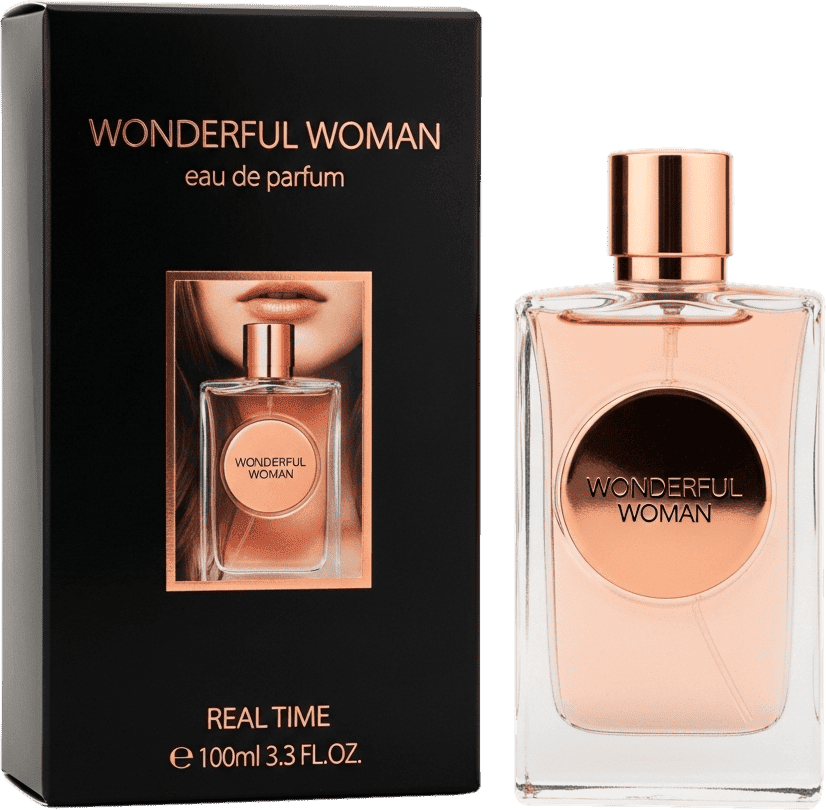 WONDERFUL WOMAN
eau de parfum
WONDERFUL
WOMAN
REAL TIME
℮ 100ml 3.3 FL.OZ.
WONDERFUL
WOMAN